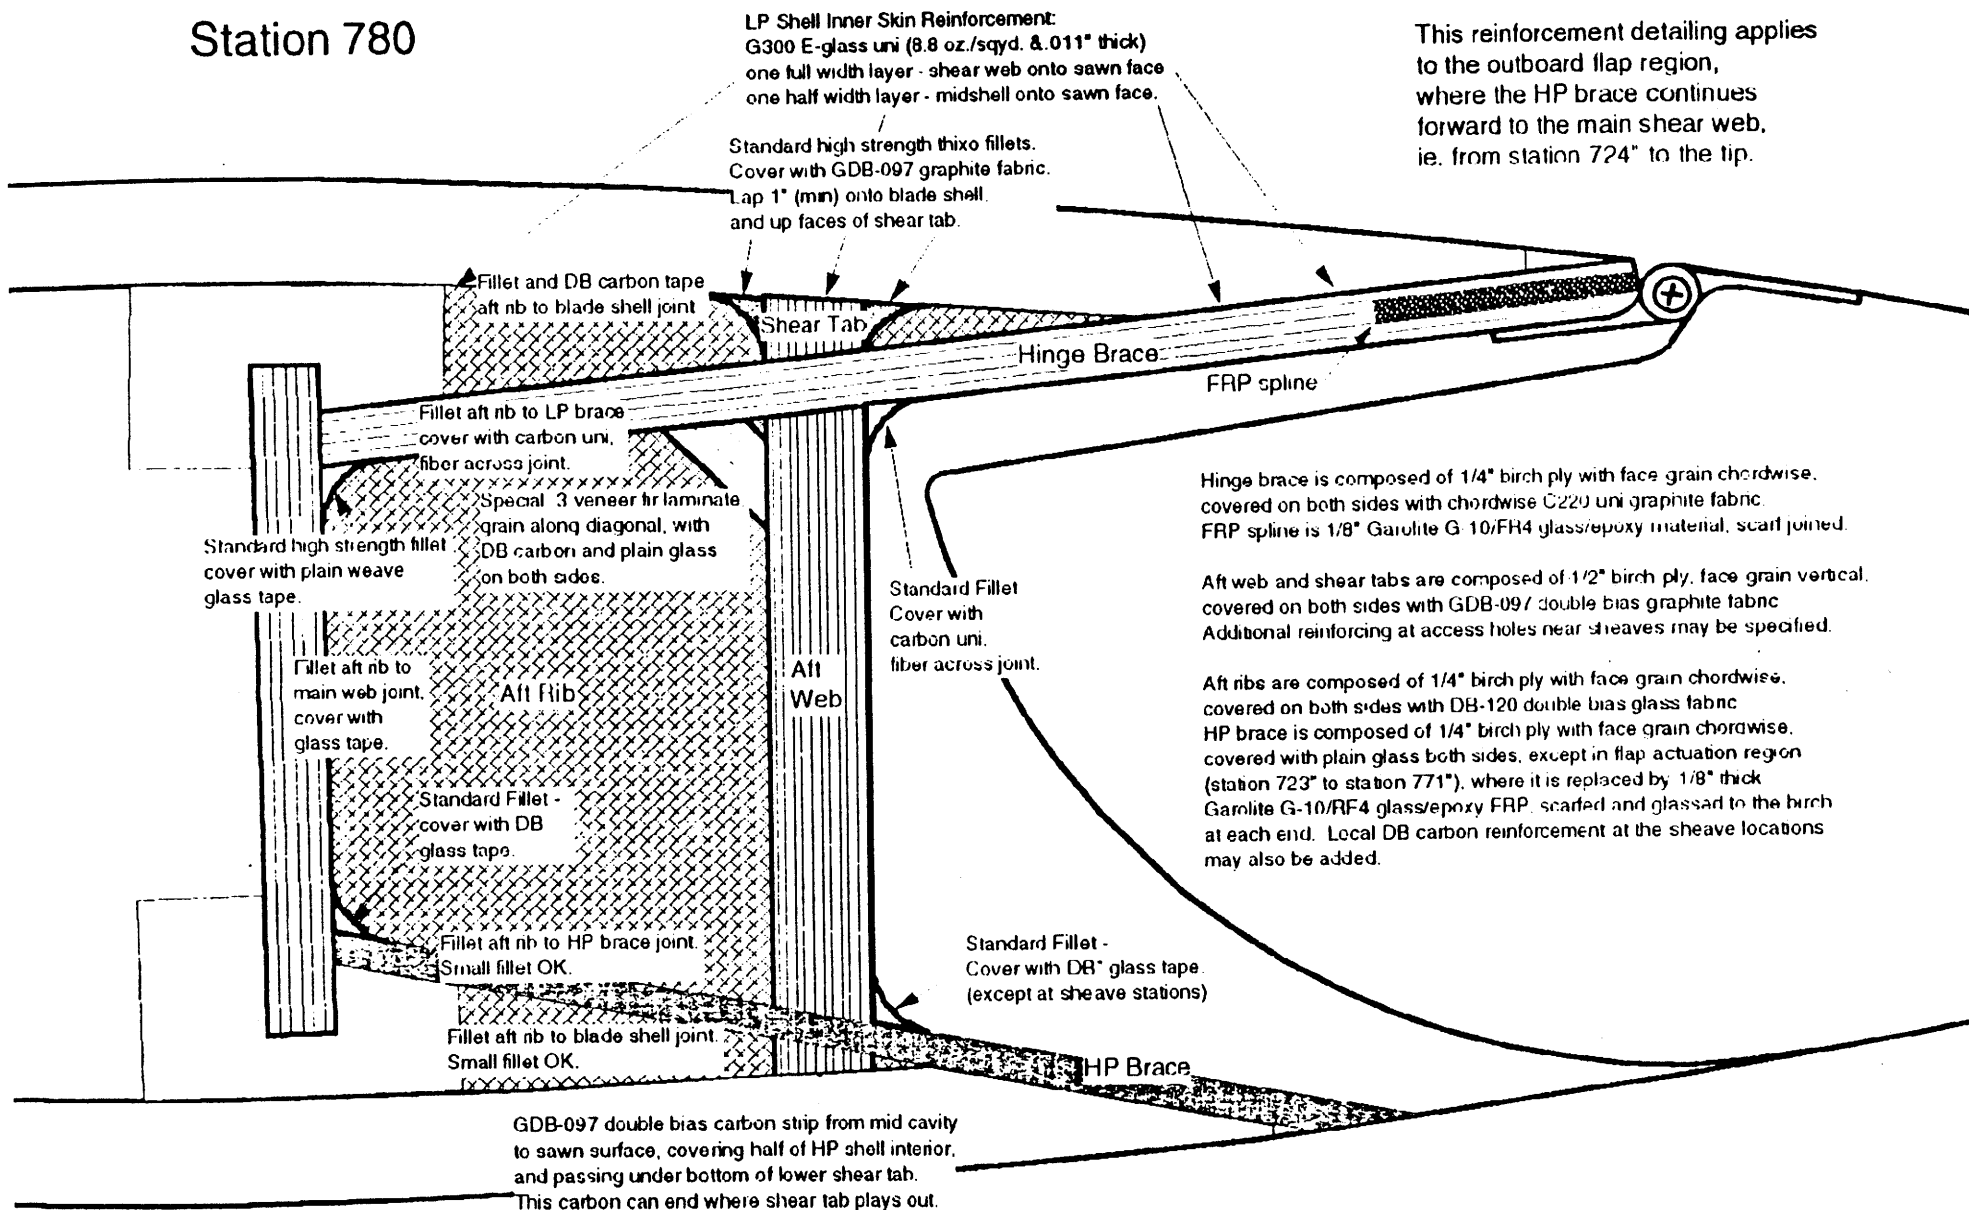 Station 780
LP Shell Inner Skin Reinforcement:
G300 E-glass uni (8.8 oz./sqyd. & .011" thick)
one full width layer - shear web onto sawn face
one half width layer - midshell onto sawn face.
This reinforcement detailing applies
to the outboard flap region,
where the HP brace continues
forward to the main shear web,
ie. from station 724" to the tip.
Standard high strength thixo fillets.
Cover with GDB-097 graphite fabric.
Lap 1" (min) onto blade shell.
and up faces of shear tab.
Fillet and DB carbon tape
aft rib to blade shell joint
Shear Tab
Hinge Brace
FRP spline
Fillet aft rib to LP brace
cover with carbon uni,
fiber across joint.
Special 3 veneer fir laminate
grain along diagonal, with
DB carbon and plain glass
on both sides.
Standard high strength fillet
cover with plain weave
glass tape.
Standard Fillet
Cover with
carbon uni.
fiber across joint.
Hinge brace is composed of 1/4" birch ply with face grain chordwise,
covered on both sides with chordwise C220 uni graphite fabric.
FRP spline is 1/8" Garolite G-10/FR4 glass/epoxy material, scarf joined.
Aft web and shear tabs are composed of 1/2" birch ply, face grain vertical,
covered on both sides with GDB-097 double bias graphite fabric
Additional reinforcing at access holes near sheaves may be specified.
Aft ribs are composed of 1/4" birch ply with face grain chordwise,
covered on both sides with DB-120 double bias glass fabric
HP brace is composed of 1/4" birch ply with face grain chordwise,
covered with plain glass both sides, except in flap actuation region
(station 723" to station 771"), where it is replaced by 1/8" thick
Garolite G-10/RF4 glass/epoxy FRP, scarfed and glassed to the birch
at each end. Local DB carbon reinforcement at the sheave locations
may also be added.
Fillet aft rib to
main web joint,
cover with
glass tape.
Aft Rib
Aft
Web
Standard Fillet -
cover with DB
glass tape.
Fillet aft rib to HP brace joint.
Small fillet OK.
Standard Fillet -
Cover with DB" glass tape.
(except at sheave stations)
Fillet aft rib to blade shell joint.
Small fillet OK.
HP Brace
GDB-097 double bias carbon strip from mid cavity
to sawn surface, covering half of HP shell interior,
and passing under bottom of lower shear tab.
This carbon can end where shear tab plays out.